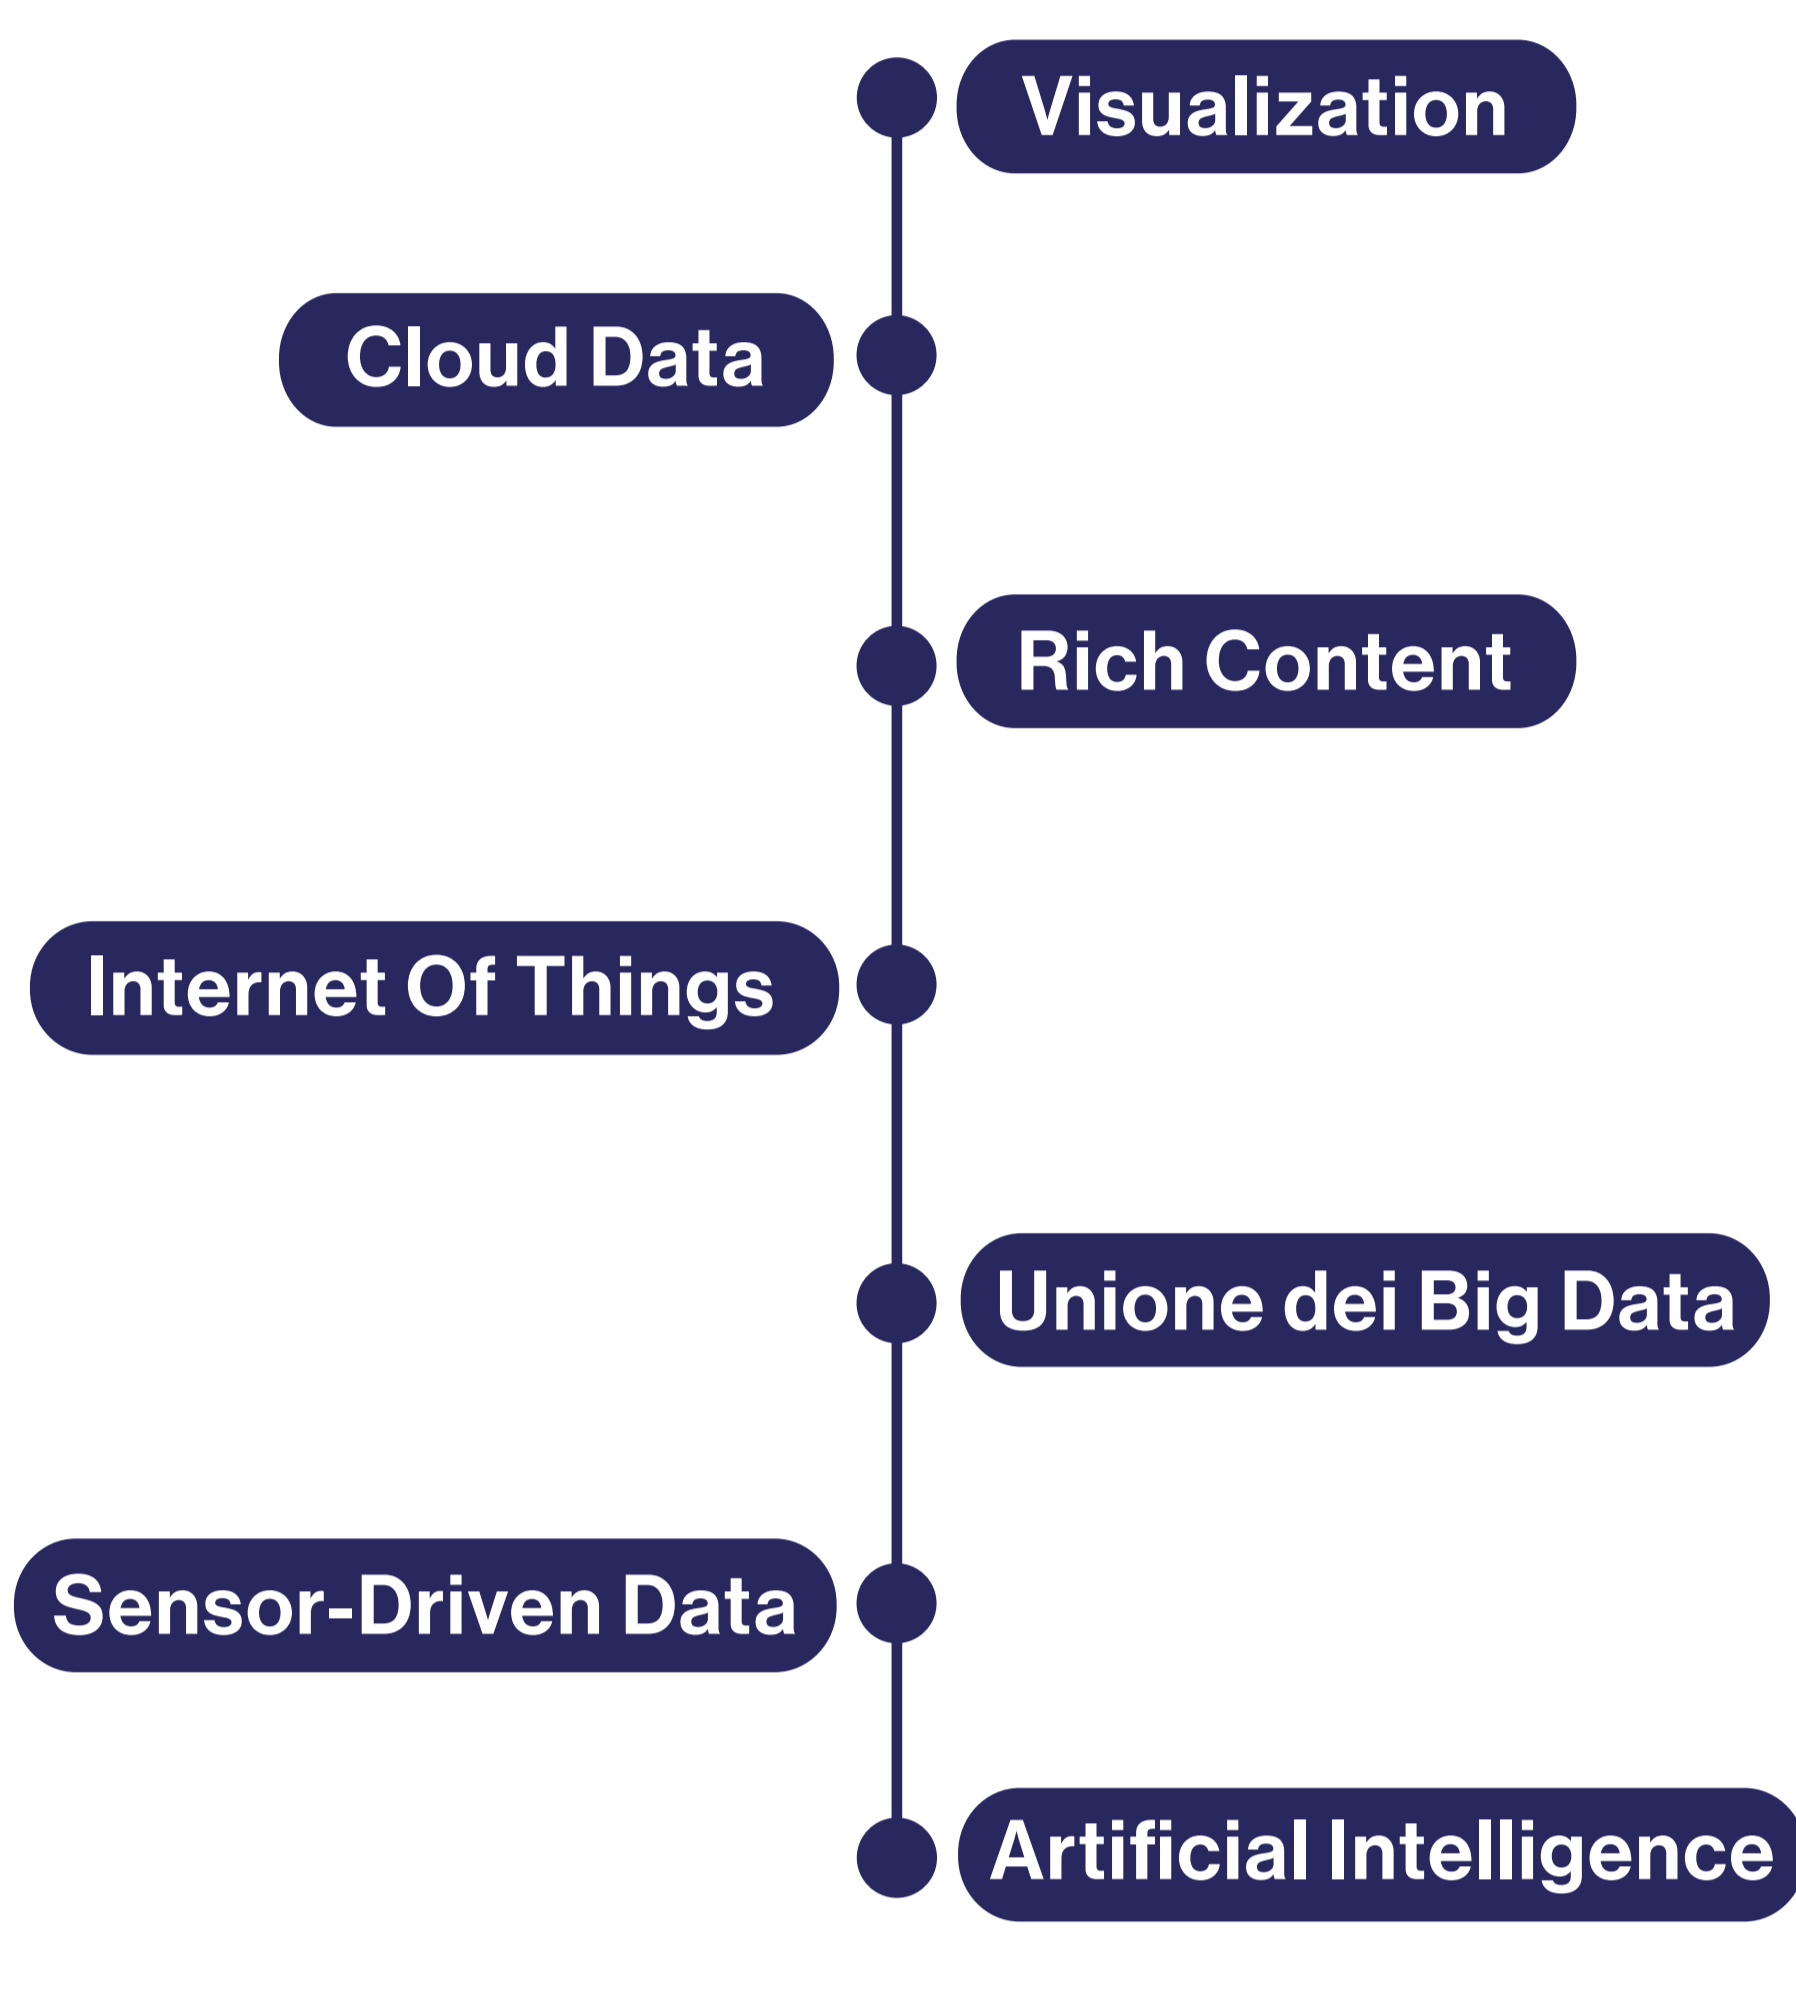 Visualization
Cloud Data
Rich Content
Internet Of Things
Unione dei Big Data
Sensor-Driven Data
Artificial Intelligence